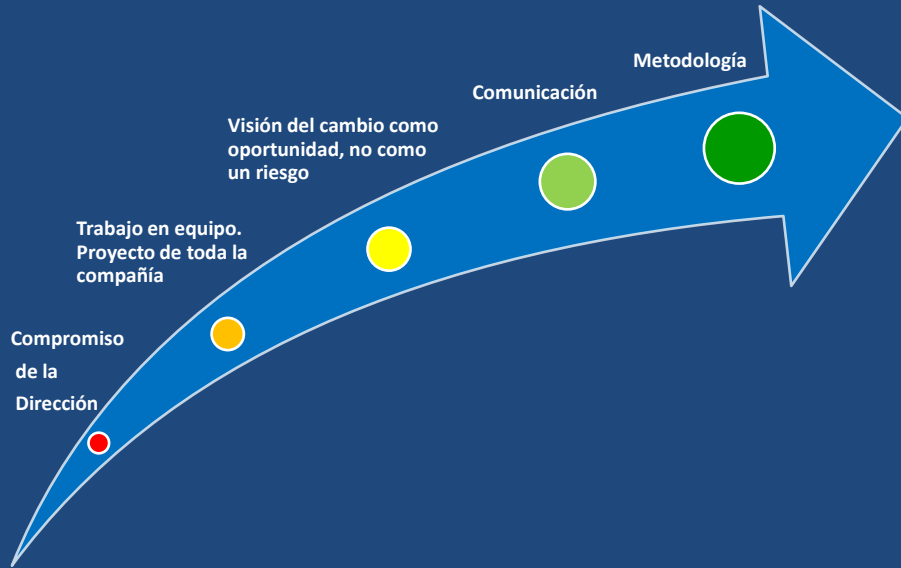 Metodología
Comunicación
Visión del cambio como
oportunidad, no como
un riesgo
Trabajo en equipo.
Proyecto de toda la
compañía
Compromiso
de la
Dirección